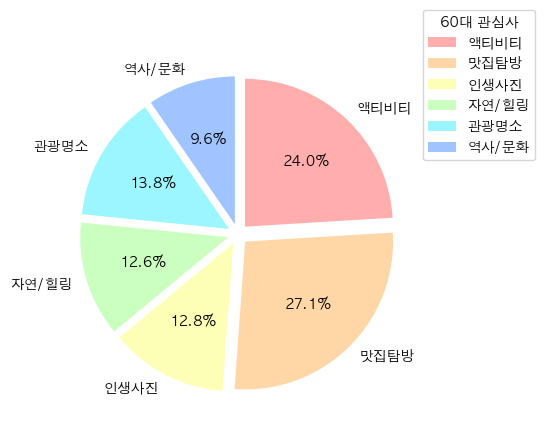 60대 관심사
액티비티
맛집탐방
인생사진
자연/힐링
관광명소
역사/문화
역사/문화
액티비티
관광명소
자연/힐링
인생사진
맛집탐방
9.6%
24.0%
13.8%
12.6%
27.1%
12.8%